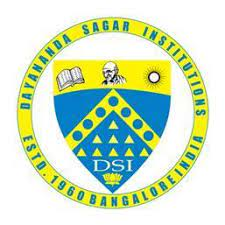 DAYANANDA SAGAR INSTITUTIONS
DSI
ESTD. 1960 BANGALORE INDIA